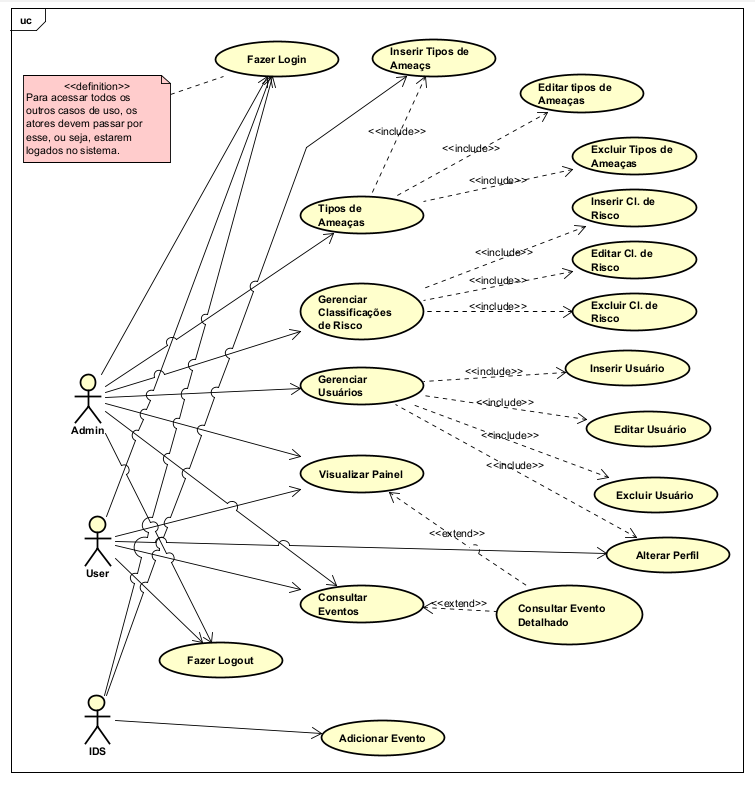 uc
Fazer Login
Inserir Tipos de
Ameaçs
<<definition>>
Para acessar todos os
outros casos de uso, os
atores devem passar por
esse, ou seja, estarem
logados no sistema.
Editar tipos de
Ameaças
<<include>>
<<include>>
Excluir Tipos de
Ameaças
<<include>>
Tipos de
Ameaças
Inserir Cl. de
Risco
<<include>>
Editar Cl. de
Risco
<<include>>
Gerenciar
Classificações
de Risco
<<include>>
Excluir Cl. de
Risco
Admin
Gerenciar
Usuários
<<include>>
Inserir Usuário
<<include>>
Editar Usuário
<<include>>
<<include>>
Visualizar Painel
Excluir Usuário
<<extend>>
User
Alterar Perfil
Consultar
Eventos
<<extend>>
Consultar Evento
Detalhado
Fazer Logout
IDS
Adicionar Evento